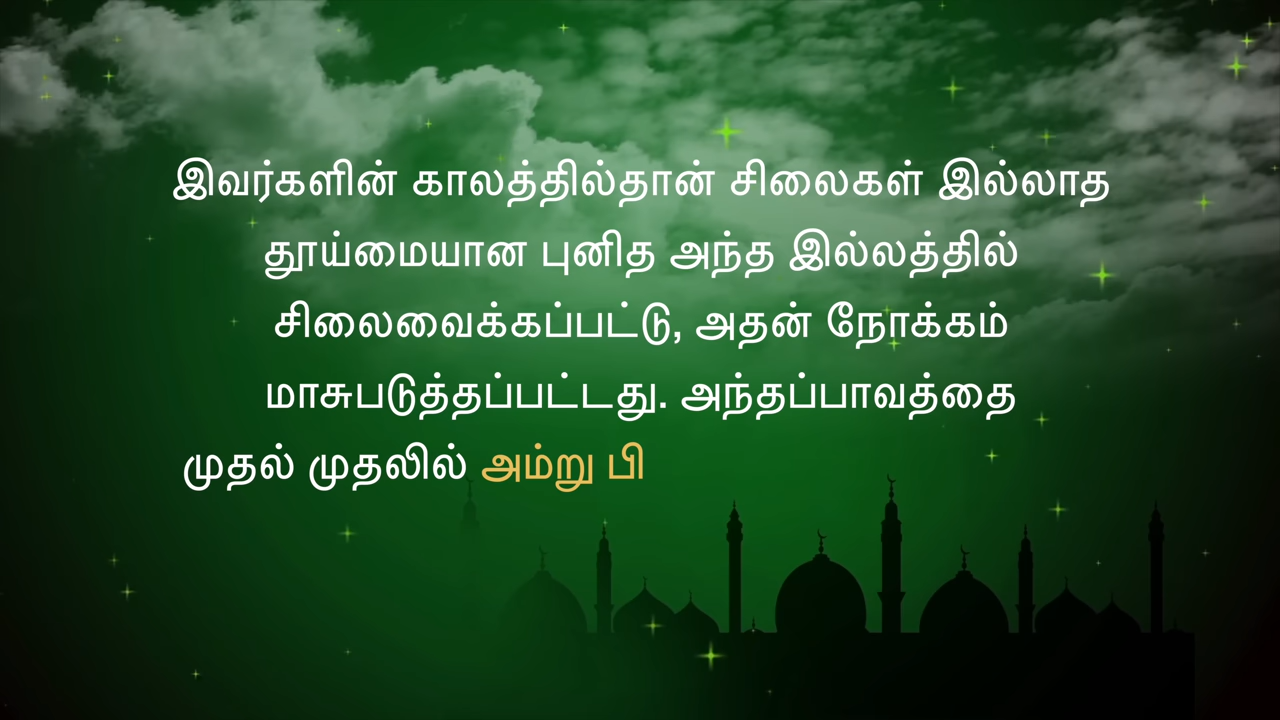 இவர்களின் காலத்தில்தான் சிலைகள் இல்லாத
தூய்மையான புனித அந்த இல்லத்தில்
சிலைவைக்கப்பட்டு, அதன் நோக்கம்
மாசுபடுத்தப்பட்டது. அந்தப்பாவத்தை
முதல் முதலில் அம்று பி